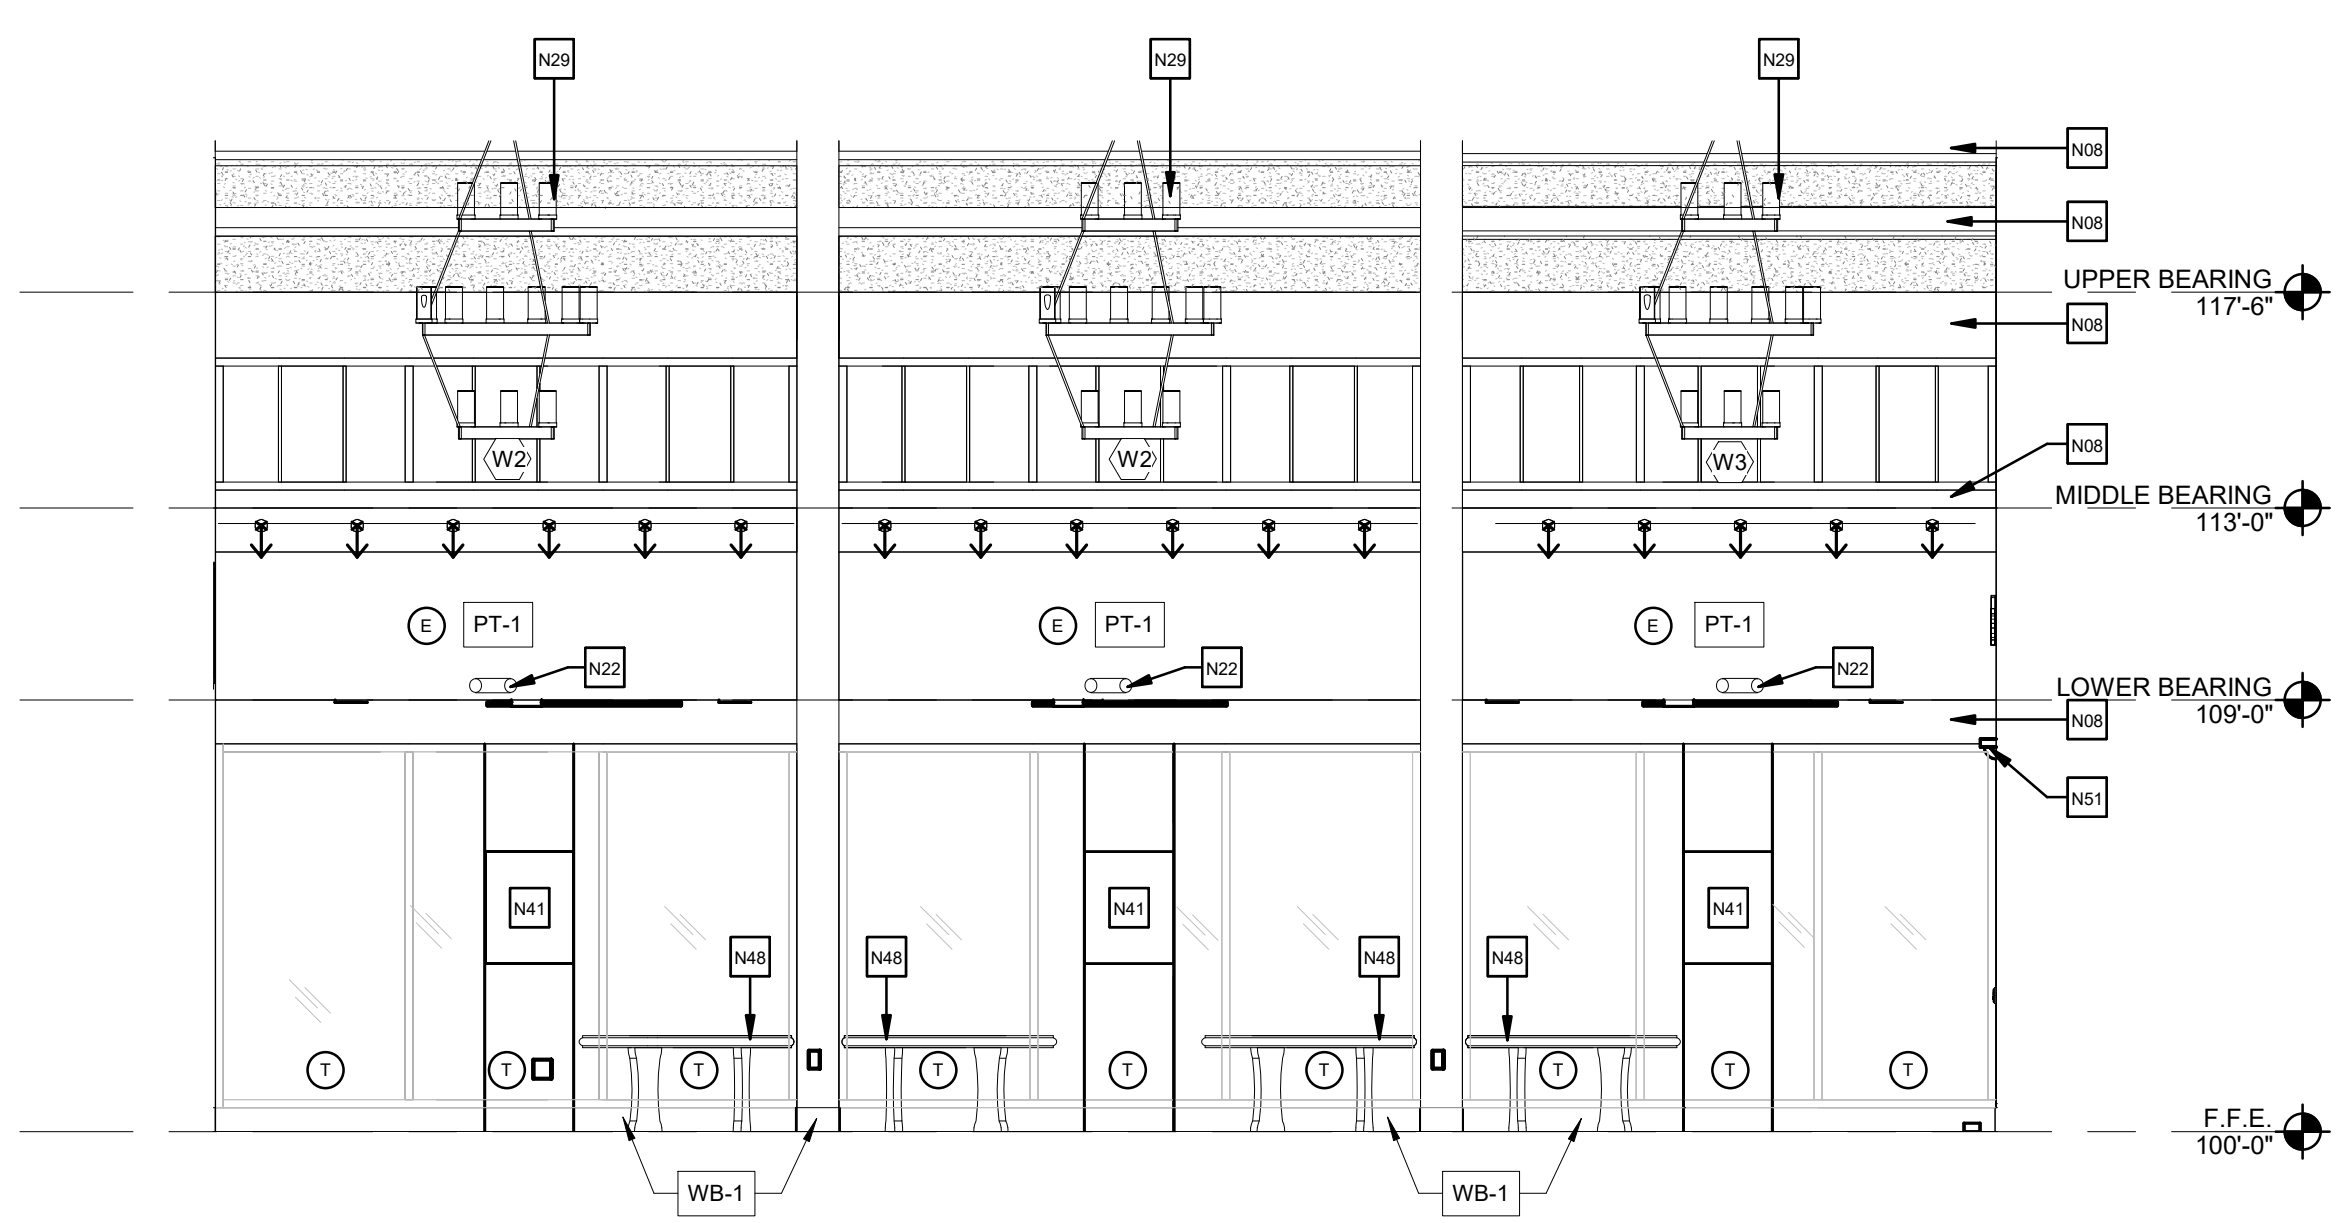 N29
N29
N29
N08
N08
UPPER BEARING
117'-6"
N08
N08
W2
W2
W3
MIDDLE BEARING
113'-0"
E
PT-1
E
PT-1
E
PT-1
N22
N22
N22
LOWER BEARING
109'-0"
N08
N51
N41
N41
N41
N48
N48
N48
N48
T
T
T
T
T
T
T
T
T
F.F.E.
100'-0"
WB-1
WB-1